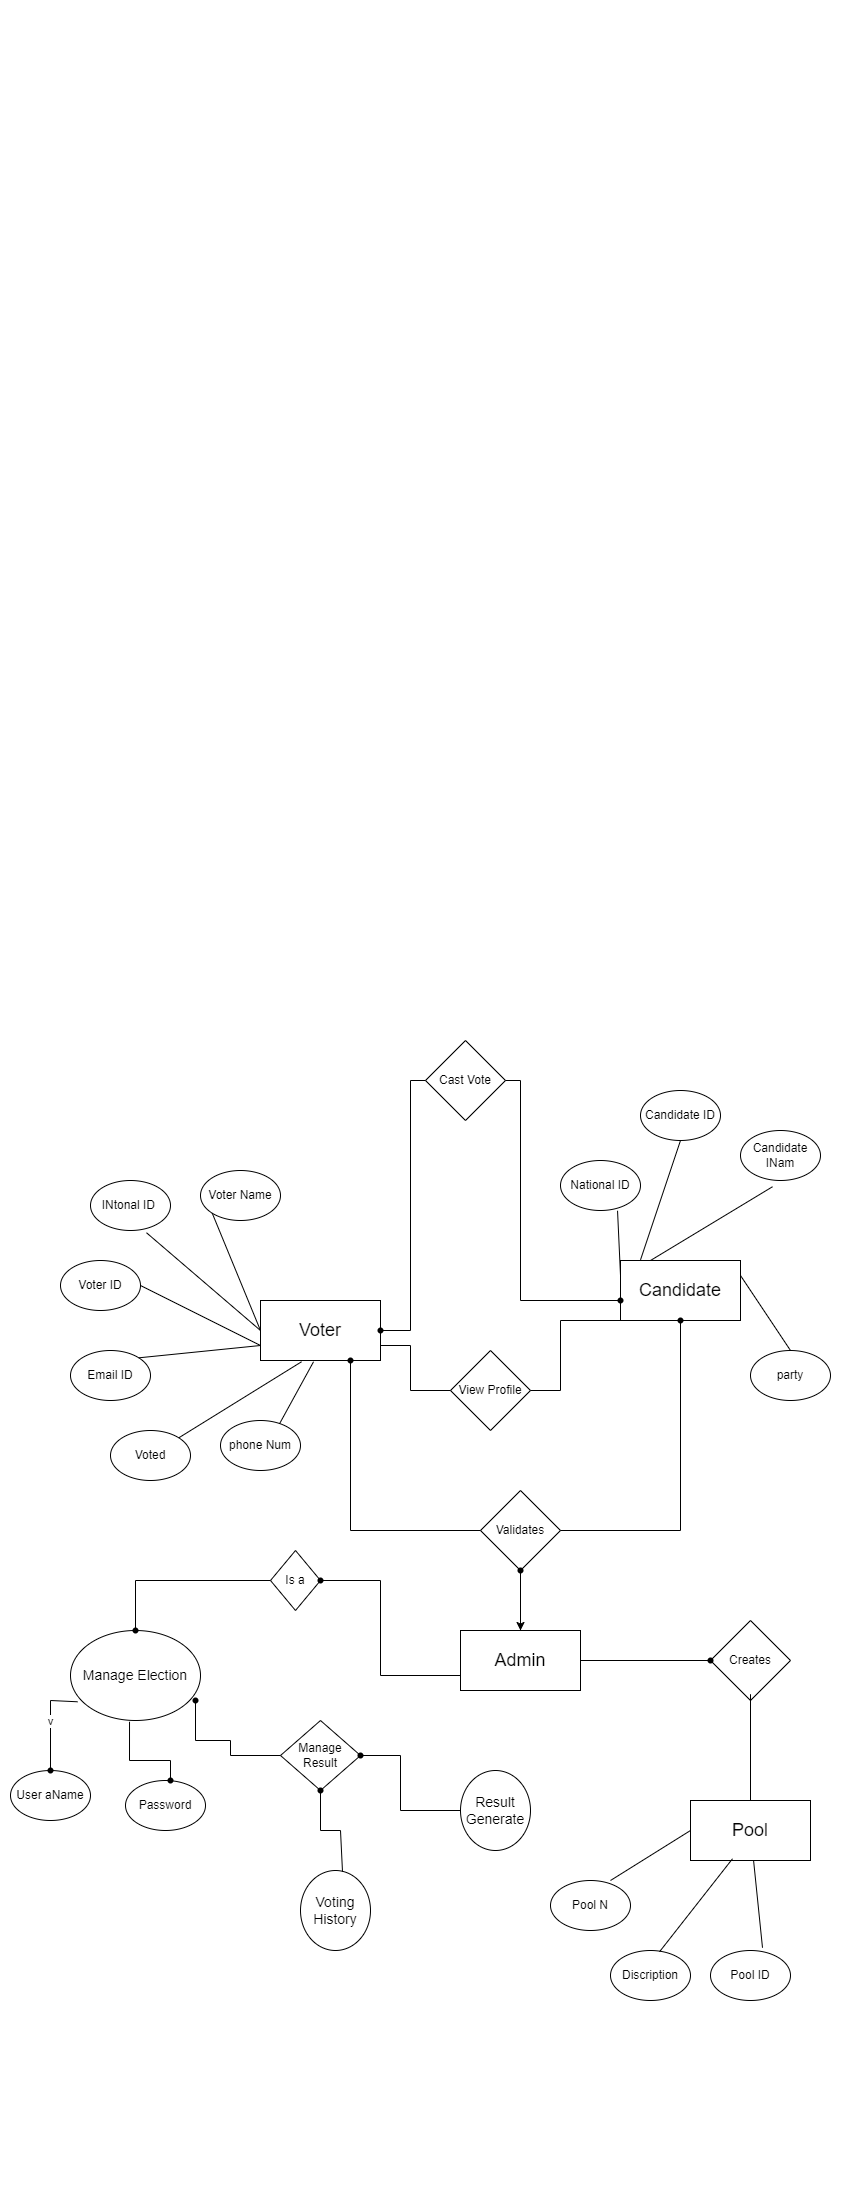 Cast Vote
Candidate ID
Candidate
INam
National ID
Voter Name
INtonal ID
Voter ID
Candidate
Voter
Email ID
View Profile
party
Voted
phone Num
Validates
Is a
Manage Election
Admin
Creates
v
Manage
Result
User aName
Password
Result
Generate
Pool
Voting
History
Pool N
Discription
Pool ID